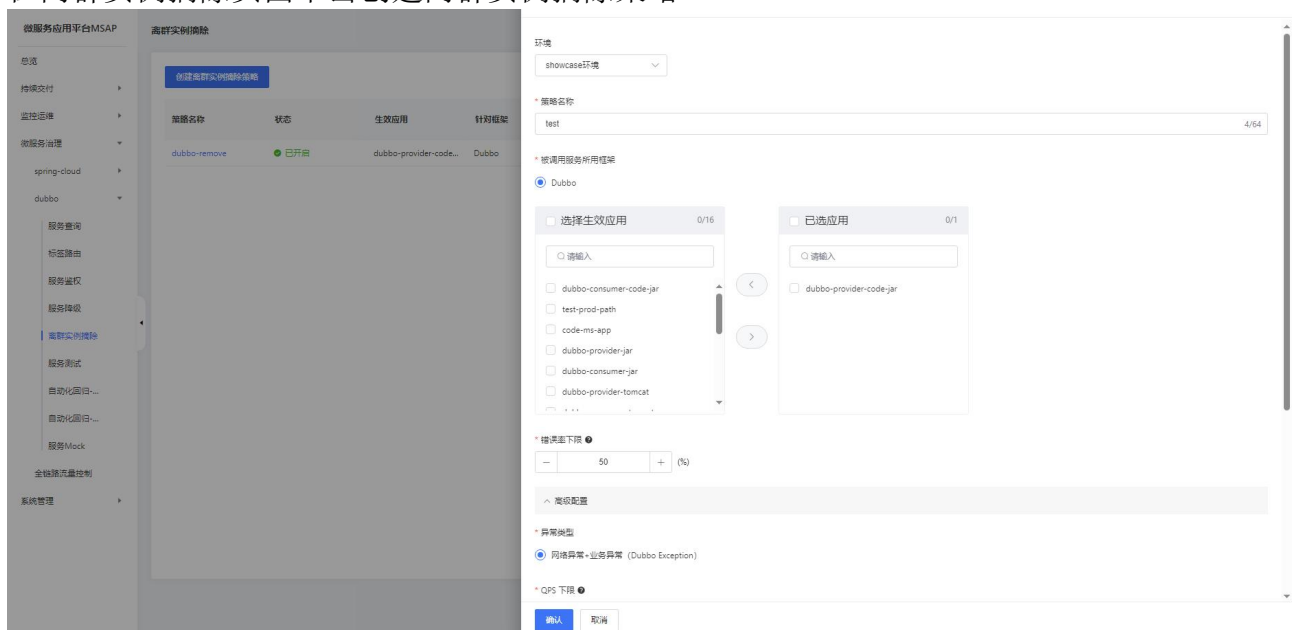 微服务应用平台MSAP
总览
持续交付
监控运维
微服务治理
spring-cloud
dubbo
服务查询
标签路由
服务鉴权
服务降级
离群实例摘除
服务测试
自动化回归-...
自动化回归-...
服务Mock
全链路流量控制
系统管理
离群实例摘除
创建离群实例摘除策略
策略名称 状态 生效应用 针对框架
dubbo-remove 已开启 dubbo-provider-code... Dubbo
环境
showcase环境
* 策略名称
test 4/64
* 被调用服务所用框架
Dubbo
选择生效应用 0/16
请输入
dubbo-consumer-code-jar
test-prod-path
code-ms-app
dubbo-provider-jar
dubbo-consumer-jar
dubbo-provider-tomcat
已选应用 0/1
请输入
dubbo-provider-code-jar
* 错误率下限
− 50 + (%)
高级配置
* 异常类型
网络异常+业务异常 (Dubbo Exception)
* QPS 下限
确认 取消